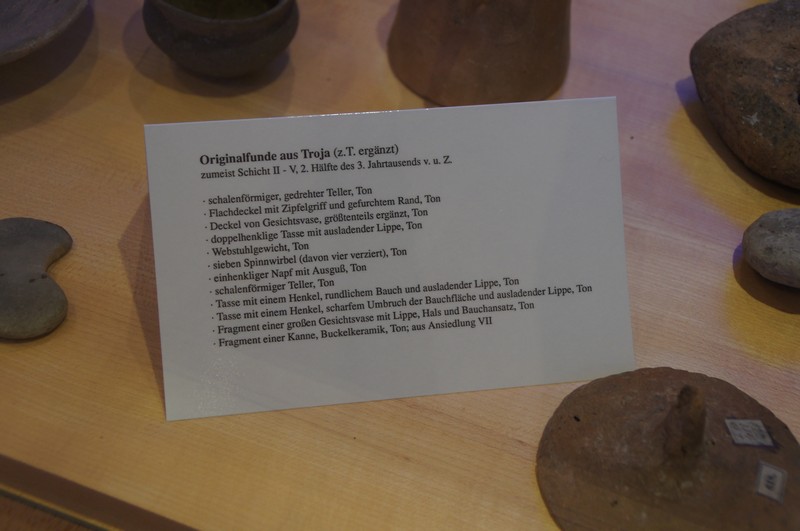 Originalfunde aus Troja (z.T. ergänzt)
zumeist Schicht II - V, 2. Hälfte des 3. Jahrtausends v. u. Z.
· schalenförmiger, gedrehter Teller, Ton
· Flachdeckel mit Zipfelgriff und gefurchtem Rand, Ton
· Deckel von Gesichtsvase, größtenteils ergänzt, Ton
· doppelhenklige Tasse mit ausladender Lippe, Ton
· Webstuhlgewicht, Ton
· sieben Spinnwirbel (davon vier verziert), Ton
· einhenkliger Napf mit Ausguß, Ton
· schalenförmiger Teller, Ton
· Tasse mit einem Henkel, rundlichem Bauch und ausladender Lippe, Ton
· Tasse mit einem Henkel, scharfem Umbruch der Bauchfläche und ausladender Lippe, Ton
· Fragment einer großen Gesichtsvase mit Lippe, Hals und Bauchansatz, Ton
· Fragment einer Kanne, Buckelkeramik, Ton; aus Ansiedlung VII